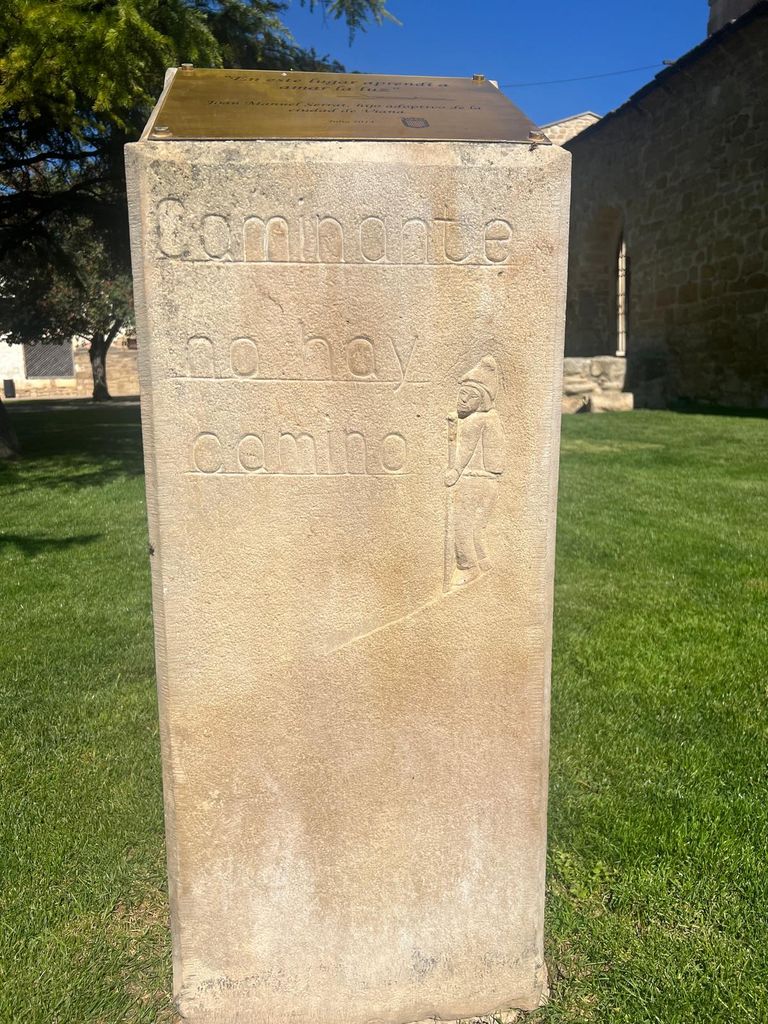 "En este lugar aprendí a
amar la luz"
Joan Manuel Serrat, hijo adoptivo de la
ciudad de Viana
Caminante
no hay
camino